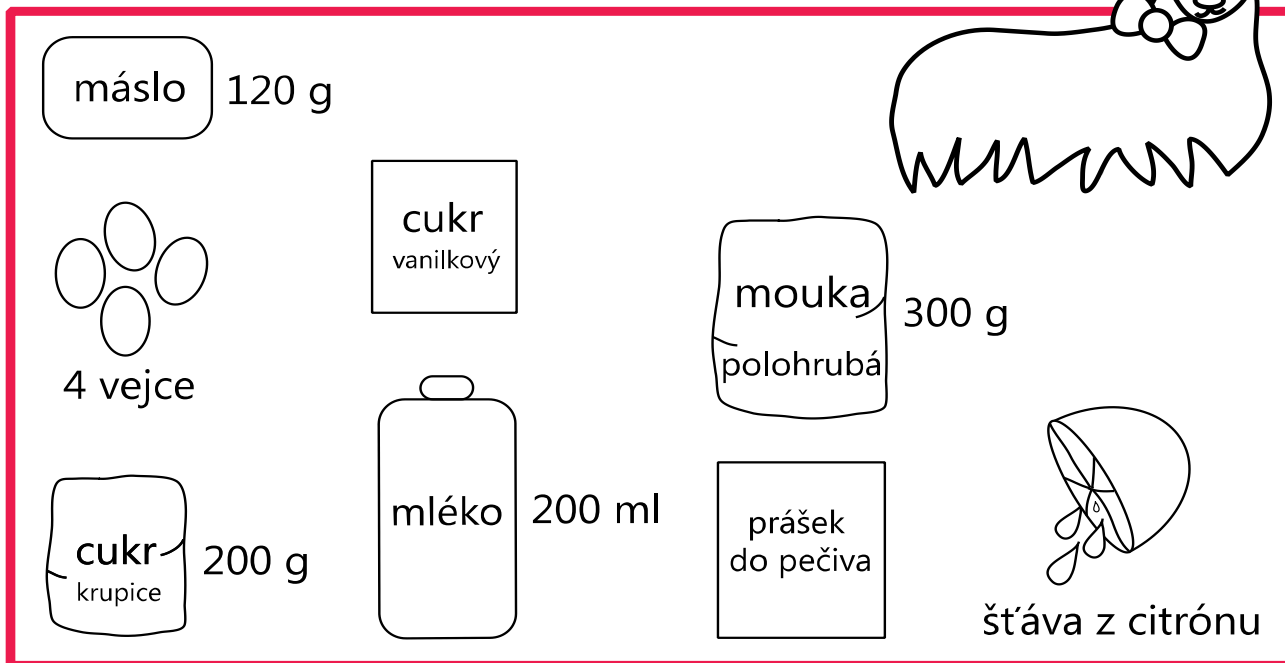 máslo 120 g
4 vejce
cukr
krupice
200 g
cukr
vanilkový
mléko 200 ml
mouka
polohrubá
300 g
prášek
do pečiva
šťáva z citrónu